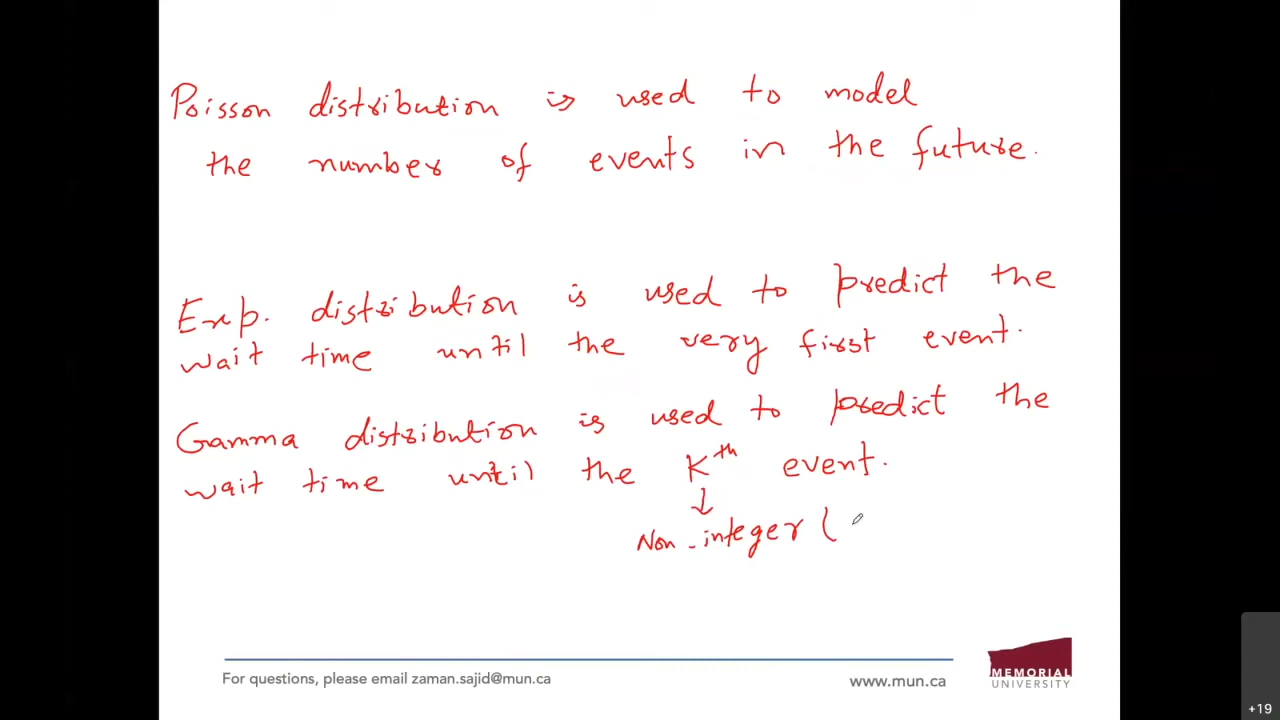 Poisson distribution is used to model
the number of events in the future.
Exp. distribution is used to predict the
wait time until the very first event.
Gamma distribution is used to predict the
wait time until the Kth event.
Non-integer (
For questions, please email zaman.sajid@mun.ca
www.mun.ca
MEMORIAL
UNIVERSITY
+19